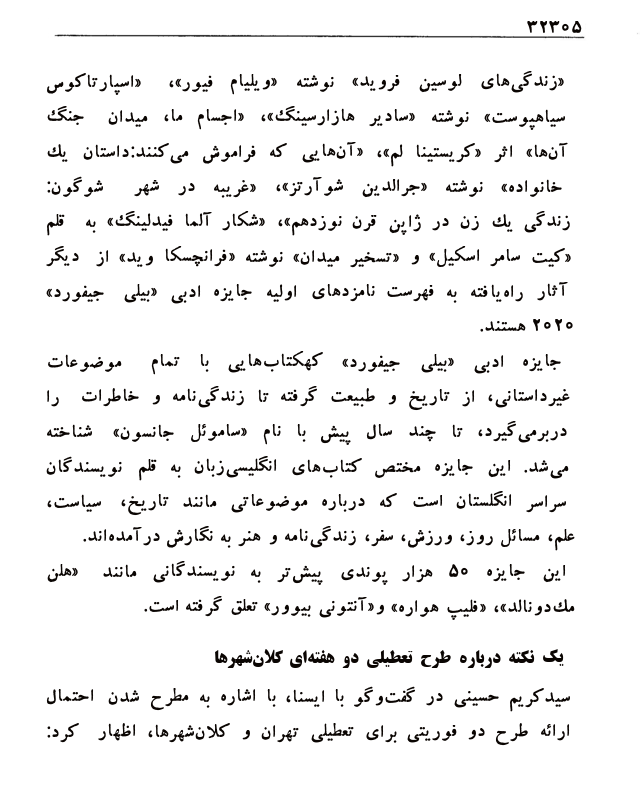 ۳۲۳۰۵
«زندگی‌های لوسین فروید» نوشته «ویلیام فیور»، «اسپارتاکوس
سیاهپوست» نوشته «سادیر هازارسینگ»، «اجسام ما، میدان جنگ
آن‌ها» اثر «کریستینا لم»، «آن‌هایی که فراموش می‌کنند:داستان یك
خانواده» نوشته «جرالدین شوآرتز»، «غریبه در شهر شوگون:
زندگی یك زن در ژاپن قرن نوزدهم»، «شکار آلما فیدلینگ» به قلم
«کیت سامر اسکیل» و «تسخیر میدان» نوشته «فرانچسکا وید» از دیگر
آثار راه‌یافته به فهرست نامزدهای اولیه جایزه ادبی «بیلی جیفورد»
۲۰۲۰ هستند.
جایزه ادبی «بیلی جیفورد» کهکتاب‌هایی با تمام موضوعات
غیرداستانی، از تاریخ و طبیعت گرفته تا زندگی‌نامه و خاطرات را
دربرمی‌گیرد، تا چند سال پیش با نام «ساموئل جانسون» شناخته
می‌شد. این جایزه مختص کتاب‌های انگلیسی‌زبان به قلم نویسندگان
سراسر انگلستان است که درباره موضوعاتی مانند تاریخ، سیاست،
علم، مسائل روز، ورزش، سفر، زندگی‌نامه و هنر به نگارش درآمده‌اند.
این جایزه ۵۰ هزار پوندی پیش‌تر به نویسندگانی مانند «هلن
مك‌دونالد»، «فلیپ هواره» و«آنتونی بیوور» تعلق گرفته است.
یک نکته درباره طرح تعطیلی دو هفته‌ای کلان‌شهرها
سیدکریم حسینی در گفت‌وگو با ایسنا، با اشاره به مطرح شدن احتمال
ارائه طرح دو فوریتی برای تعطیلی تهران و کلان‌شهرها، اظهار کرد: